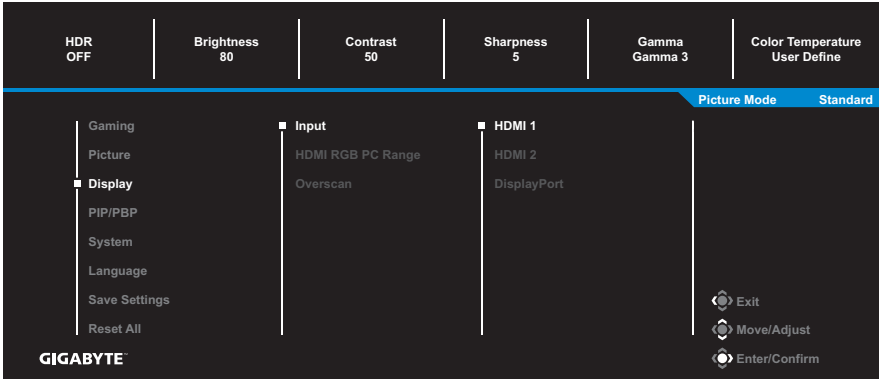 HDR Brightness Contrast Sharpness Gamma Color Temperature
OFF 80 50 5 Gamma 3 User Define
Picture Mode Standard
Gaming Input HDMI 1
Picture HDMI RGB PC Range HDMI 2
Display Overscan DisplayPort
PIP/PBP
System
Language
Save Settings Exit
Reset All Move/Adjust
GIGABYTE™ Enter/Confirm